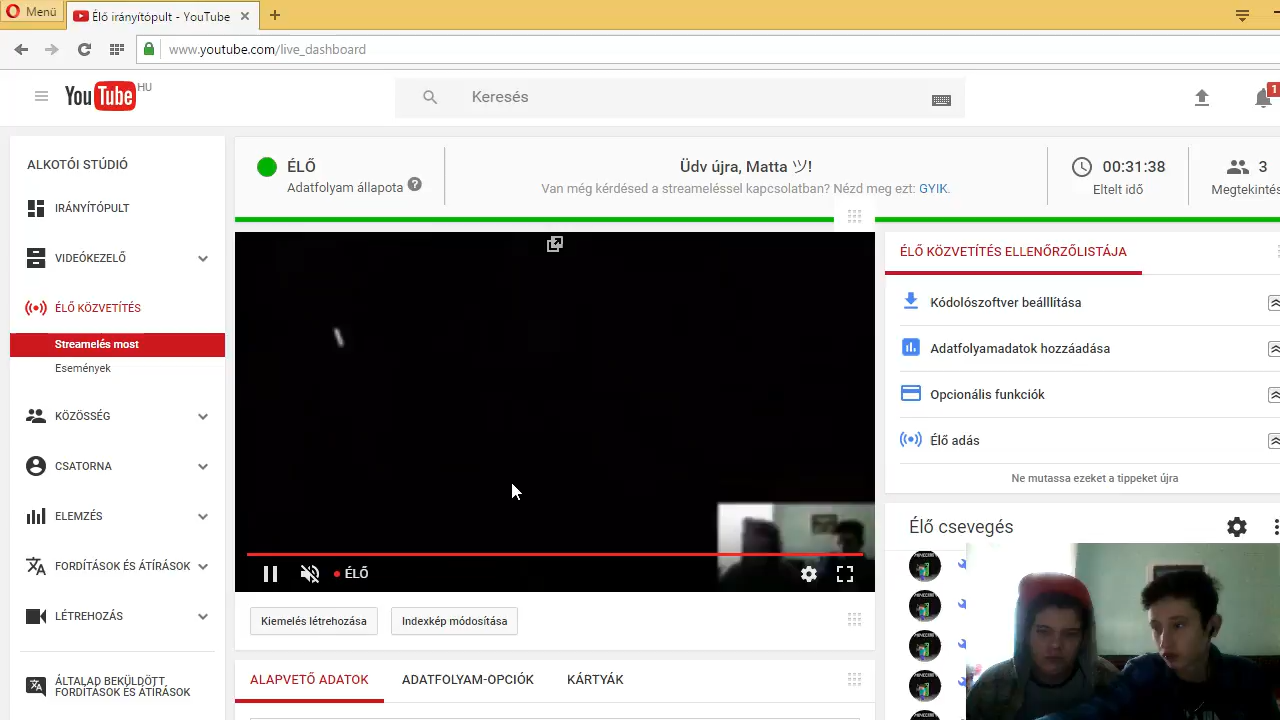 Menü
Élő irányítópult - YouTube
www.youtube.com/live_dashboard
YouTube HU
Keresés
1
ALKOTÓI STÚDIÓ
IRÁNYÍTÓPULT
VIDEÓKEZELŐ
ÉLŐ KÖZVETÍTÉS
Streamelés most
Események
KÖZÖSSÉG
CSATORNA
ELEMZÉS
FORDÍTÁSOK ÉS ÁTÍRÁSOK
LÉTREHOZÁS
ÁLTALAD BEKÜLDÖTT
FORDÍTÁSOK ÉS ÁTÍRÁSOK
ÉLŐ
Adatfolyam állapota
Üdv újra, Matta ツ!
Van még kérdésed a streameléssel kapcsolatban? Nézd meg ezt: GYIK.
00:31:38
Eltelt idő
3
Megtekintés
ÉLŐ
Kiemelés létrehozása
Indexkép módosítása
ALAPVETŐ ADATOK
ADATFOLYAM-OPCIÓK
KÁRTYÁK
ÉLŐ KÖZVETÍTÉS ELLENŐRZŐLISTÁJA
Kódolószoftver beálllítása
Adatfolyamadatok hozzáadása
Opcionális funkciók
Élő adás
Ne mutassa ezeket a tippeket újra
Élő csevegés